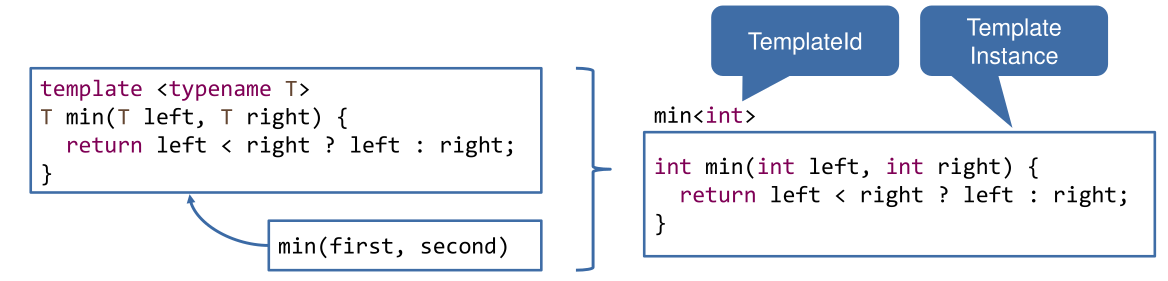 template <typename T>
T min(T left, T right) {
  return left < right ? left : right;
}
min(first, second)
TemplateId
Template
Instance
min<int>
int min(int left, int right) {
  return left < right ? left : right;
}